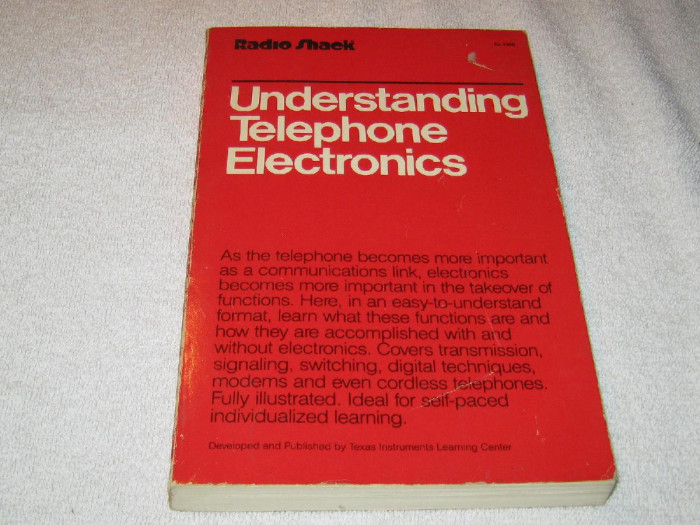 Radio Shack
Understanding
Telephone
Electronics
As the telephone becomes more important
as a communications link, electronics
becomes more important in the takeover of
functions. Here, in an easy-to-understand
format, learn what these functions are and
how they are accomplished with and
without electronics. Covers transmission,
signaling, switching, digital techniques,
modems and even cordless telephones.
Fully illustrated. Ideal for self-paced
individualized learning.
Developed and Published by Texas Instruments Learning Center